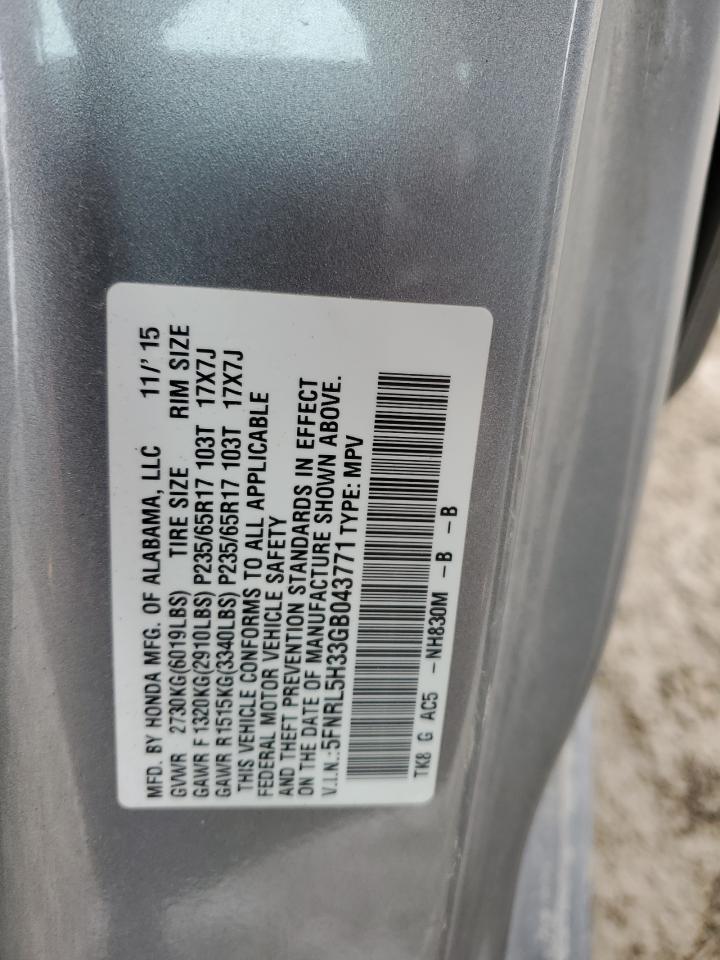 MFD. BY HONDA MFG. OF ALABAMA, LLC 11/' 15
GVWR 2730KG(6019LBS) TIRE SIZE RIM SIZE
GAWR F 1320KG(2910LBS) P235/65R17 103T 17X7J
GAWR R1515KG(3340LBS) P235/65R17 103T 17X7J
THIS VEHICLE CONFORMS TO ALL APPLICABLE
FEDERAL MOTOR VEHICLE SAFETY
AND THEFT PREVENTION STANDARDS IN EFFECT
ON THE DATE OF MANUFACTURE SHOWN ABOVE.
V.I.N.:5FNRL5H33GB043771 TYPE: MPV
TK8 G AC5 -NH830M -B -B